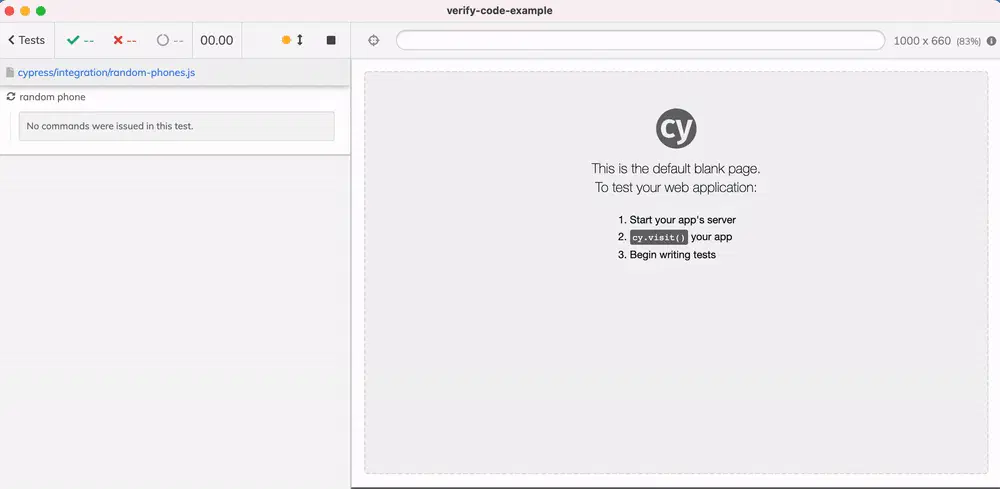 verify-code-example
Tests -- -- -- 00.00 1000 x 660 (83%)
cypress/integration/random-phones.js
random phone
No commands were issued in this test.
cy
This is the default blank page.
To test your web application:
1. Start your app's server
2. cy.visit() your app
3. Begin writing tests